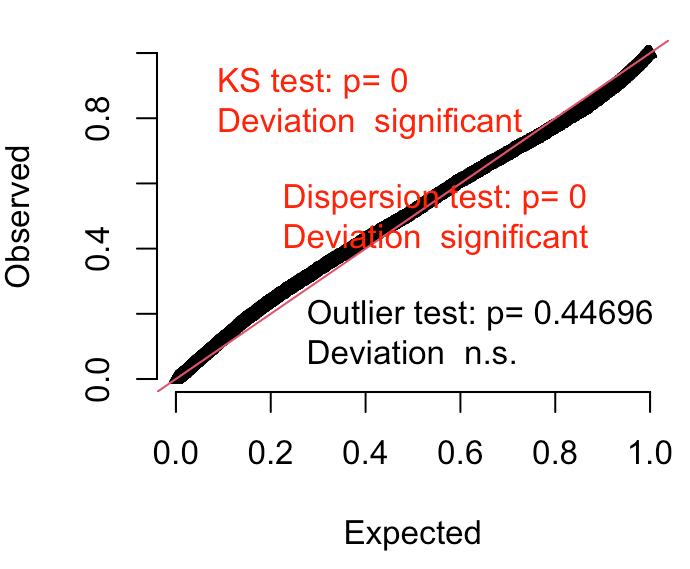 KS test: p= 0
Deviation  significant
Dispersion test: p= 0
Deviation  significant
Outlier test: p= 0.44696
Deviation  n.s.
Observed
0.8
0.4
0.0
0.0 0.2 0.4 0.6 0.8 1.0
Expected